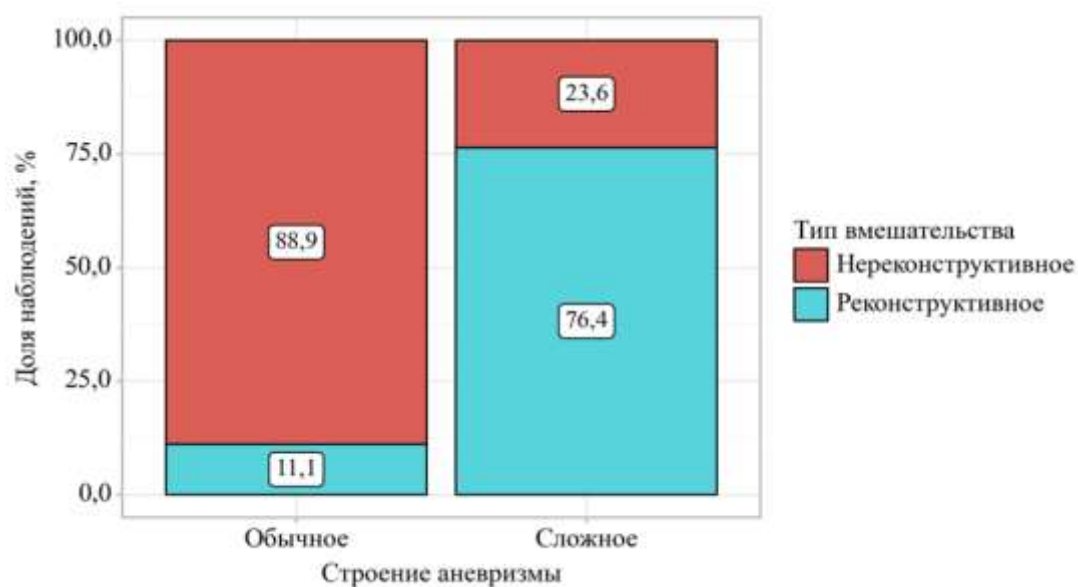 Доля наблюдений, %
100,0
75,0
50,0
25,0
0,0
88,9
11,1
23,6
76,4
Обычное
Сложное
Строение аневризмы
Тип вмешательства
Нереконструктивное
Реконструктивное